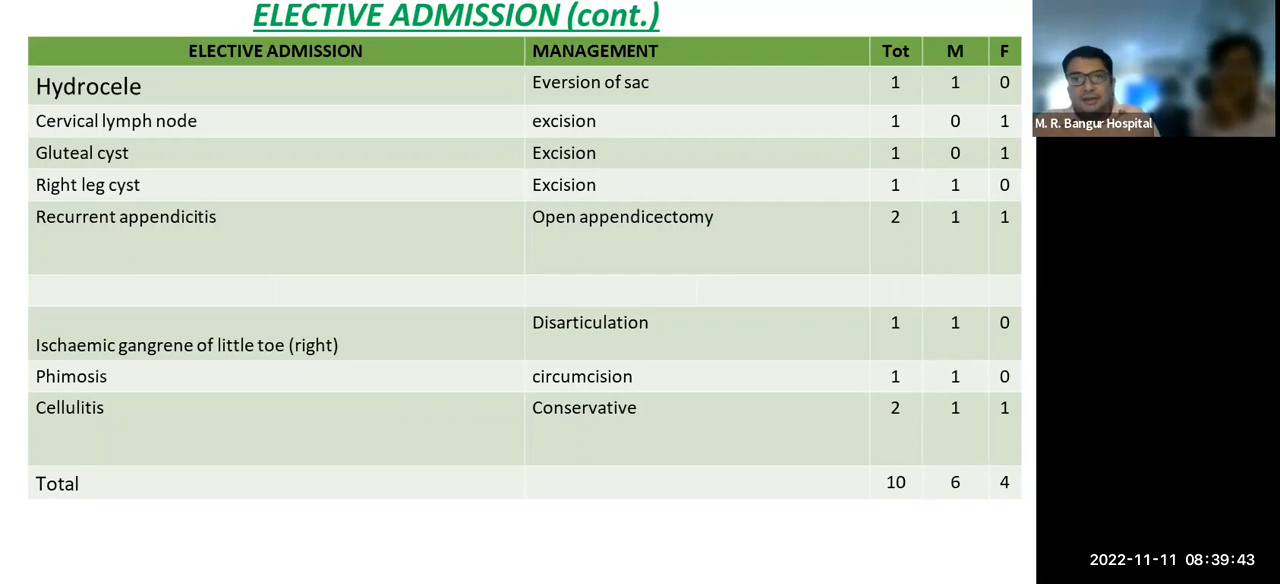 ELECTIVE ADMISSION (cont.)
ELECTIVE ADMISSION MANAGEMENT Tot M F
Hydrocele Eversion of sac 1 1 0
Cervical lymph node excision 1 0 1
Gluteal cyst Excision 1 0 1
Right leg cyst Excision 1 1 0
Recurrent appendicitis Open appendicectomy 2 1 1
Ischaemic gangrene of little toe (right) Disarticulation 1 1 0
Phimosis circumcision 1 1 0
Cellulitis Conservative 2 1 1
Total 10 6 4
M. R. Bangur Hospital
2022-11-11 08:39:43